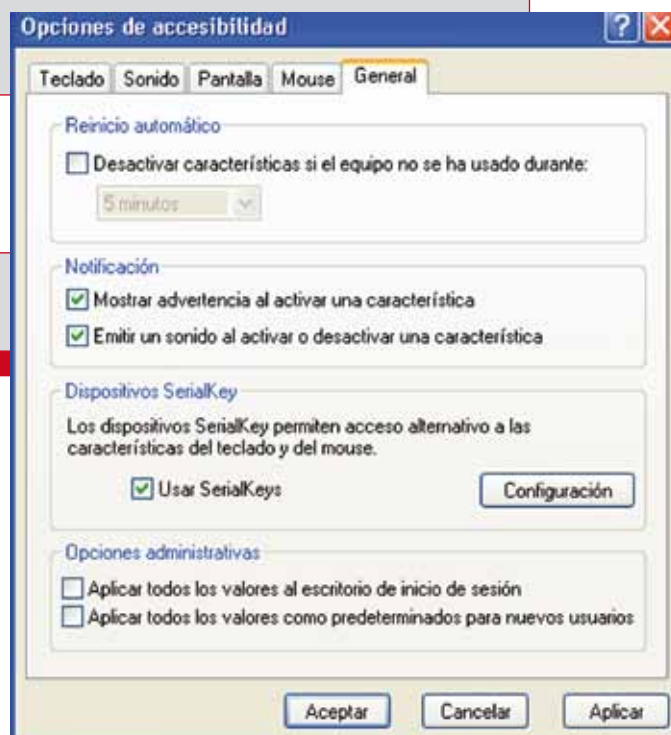 Opciones de accesibilidad
Teclado Sonido Pantalla Mouse General
Reinicio automático
Desactivar características si el equipo no se ha usado durante:
5 minutos
Notificación
Mostrar advertencia al activar una característica
Emitir un sonido al activar o desactivar una característica
Dispositivos SerialKey
Los dispositivos SerialKey permiten acceso alternativo a las
características del teclado y del mouse.
Usar SerialKeys
Configuración
Opciones administrativas
Aplicar todos los valores al escritorio de inicio de sesión
Aplicar todos los valores como predeterminados para nuevos usuarios
Aceptar Cancelar Aplicar